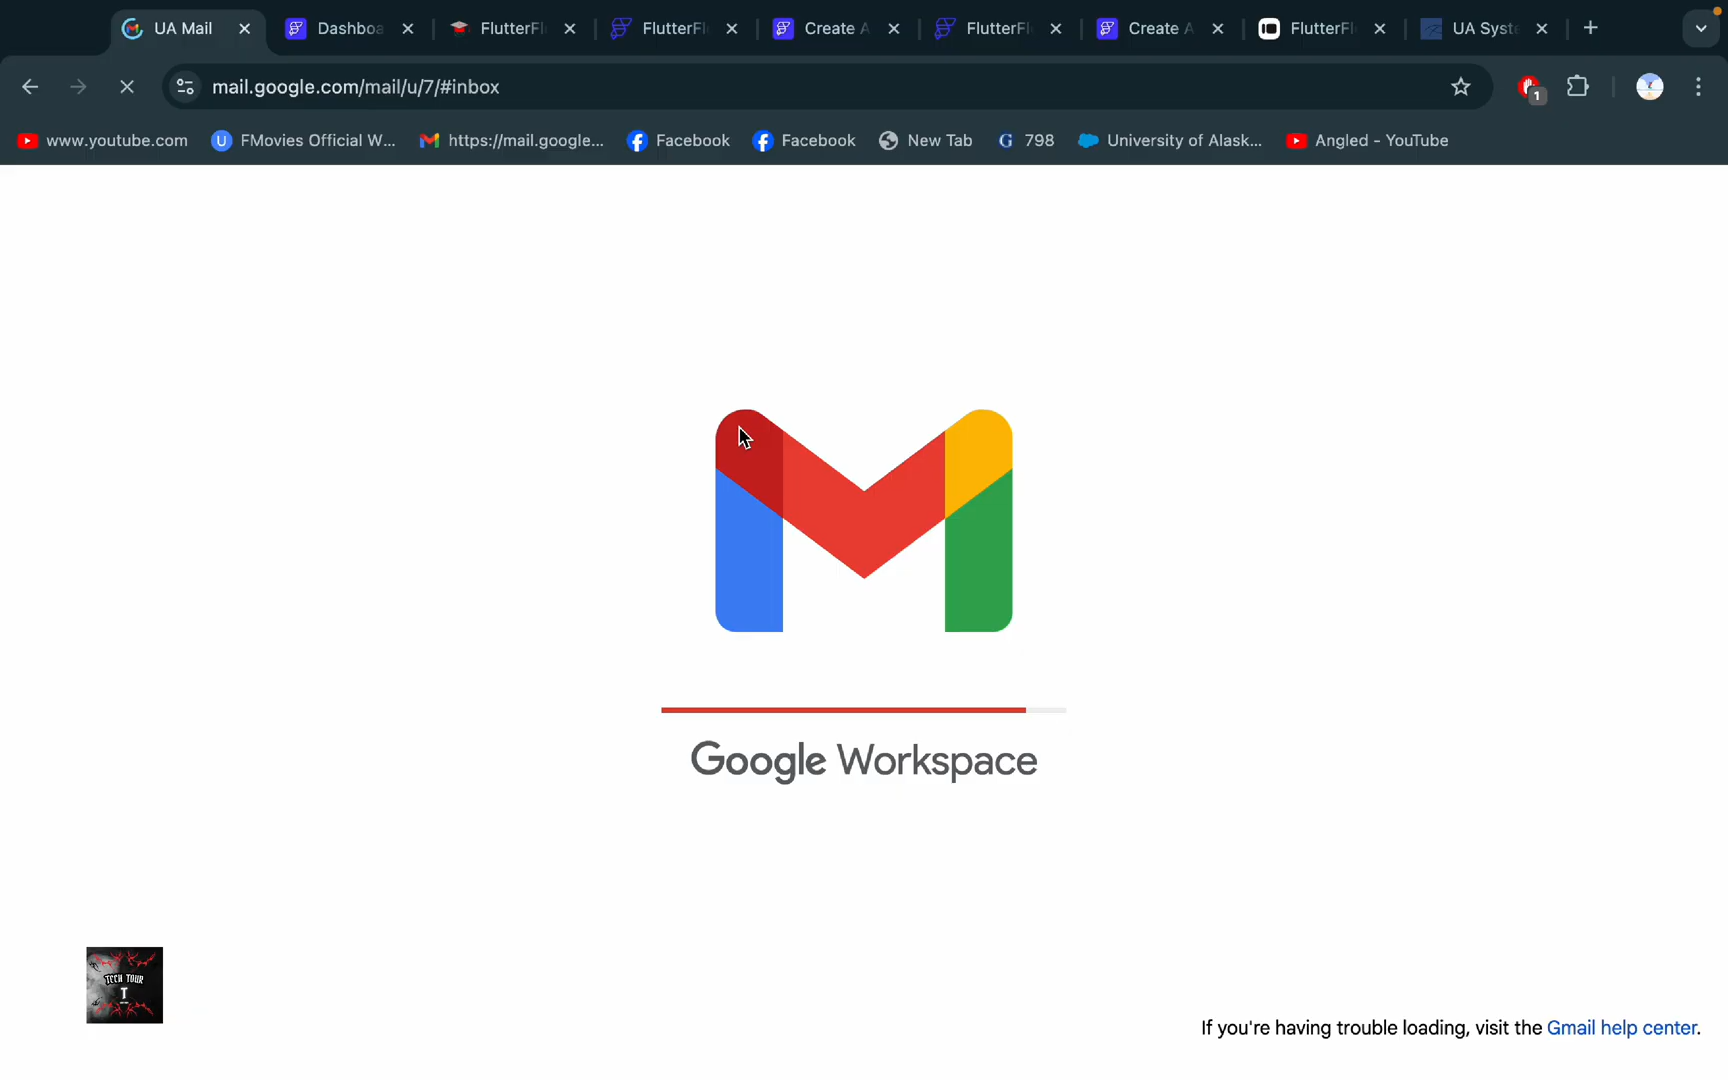 UA Mail
Dashboa
FlutterFl
FlutterFl
Create A
FlutterFl
Create A
FlutterFl
UA Syste
mail.google.com/mail/u/7/#inbox
1
www.youtube.com
U
FMovies Official W...
https://mail.google...
Facebook
Facebook
New Tab
G
798
University of Alask...
Angled - YouTube
Google Workspace
TECH TOUR
T
If you're having trouble loading, visit the Gmail help center.